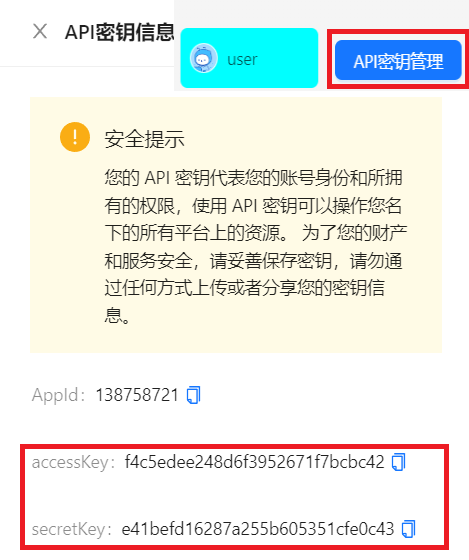 API密钥信息
user
API密钥管理
安全提示
您的 API 密钥代表您的账号身份和所拥
有的权限，使用 API 密钥可以操作您名
下的所有平台上的资源。 为了您的财产
和服务安全，请妥善保存密钥，请勿通
过任何方式上传或者分享您的密钥信
息。
AppId： 138758721
accessKey： f4c5edee248d6f3952671f7bcbc42
secretKey： e41befd16287a255b605351cfe0c43